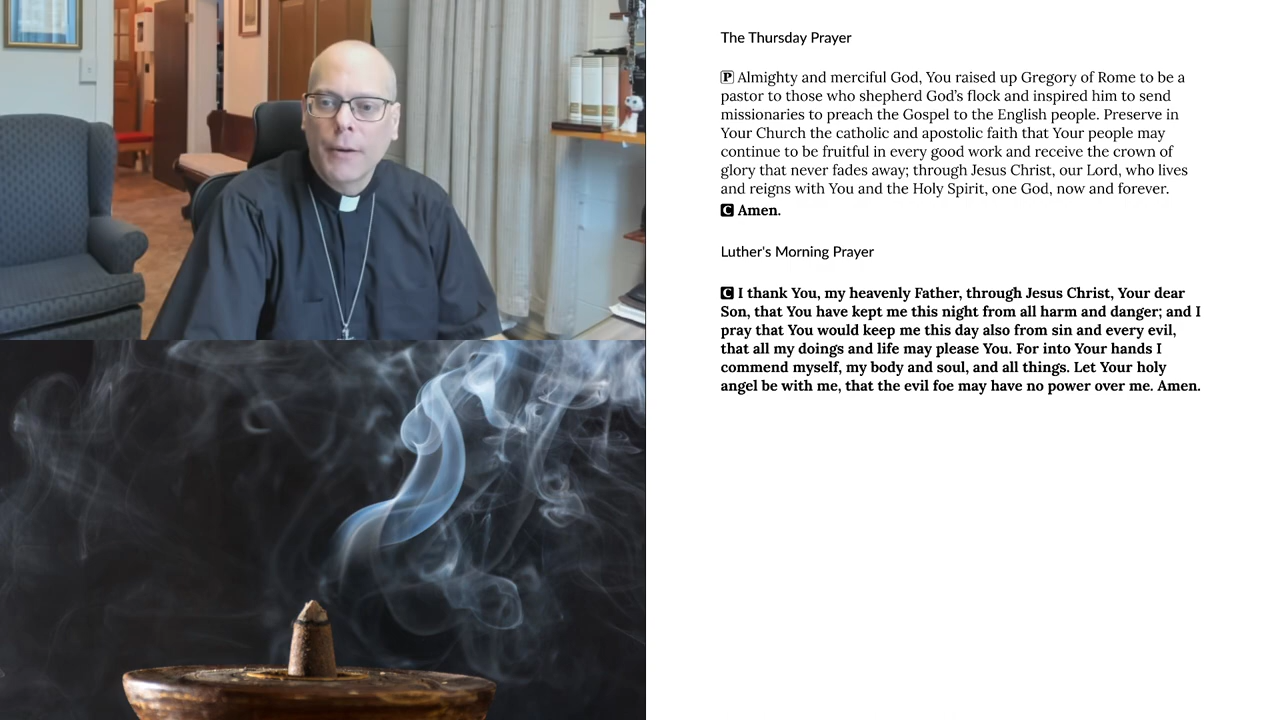 The Thursday Prayer
P Almighty and merciful God, You raised up Gregory of Rome to be a
pastor to those who shepherd God’s flock and inspired him to send
missionaries to preach the Gospel to the English people. Preserve in
Your Church the catholic and apostolic faith that Your people may
continue to be fruitful in every good work and receive the crown of
glory that never fades away; through Jesus Christ, our Lord, who lives
and reigns with You and the Holy Spirit, one God, now and forever.
C Amen.
Luther's Morning Prayer
C I thank You, my heavenly Father, through Jesus Christ, Your dear
Son, that You have kept me this night from all harm and danger; and I
pray that You would keep me this day also from sin and every evil,
that all my doings and life may please You. For into Your hands I
commend myself, my body and soul, and all things. Let Your holy
angel be with me, that the evil foe may have no power over me. Amen.